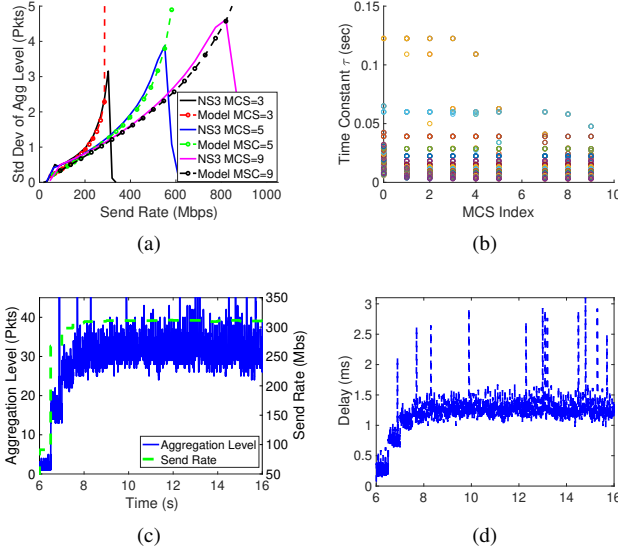 Std Dev of Agg Level (Pkts)
5
4
3
2
1
0
0 200 400 600 800 1000
Send Rate (Mbps)
NS3 MCS=3
Model MCS=3
NS3 MCS=5
Model MSC=5
NS3 MCS=9
Model MSC=9
(a)
Time Constant τ (sec)
0.15
0.1
0.05
0
0 2 4 6 8 10
MCS Index
(b)
Aggregation Level (Pkts)
40
30
20
10
0
6 8 10 12 14 16
Time (s)
350
300
250
200
150
100
50
Send Rate (Mbs)
Aggregation Level
Send Rate
(c)
Delay (ms)
3
2.5
2
1.5
1
0.5
0
6 8 10 12 14 16
(d)